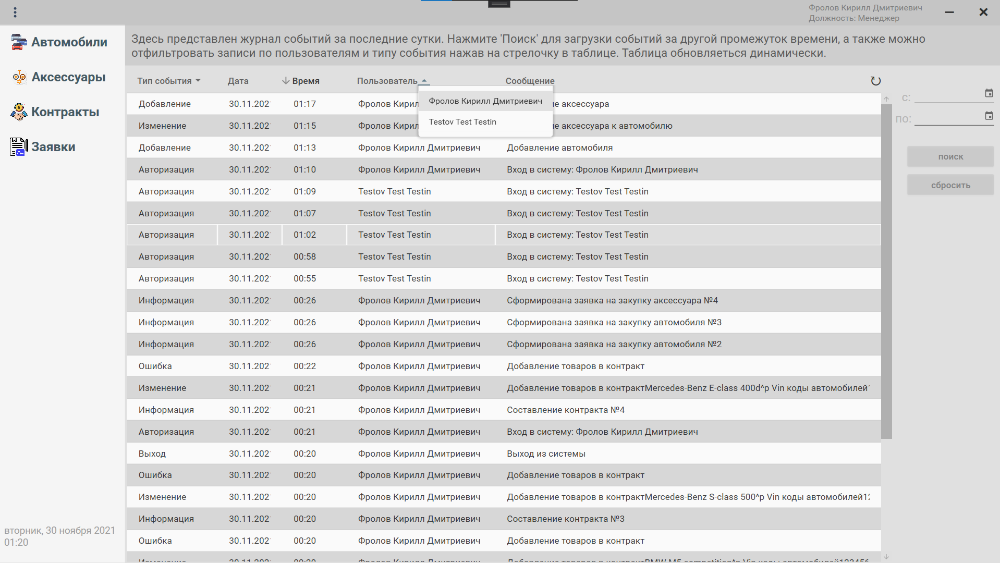 Фролов Кирилл Дмитриевич
Должность: Менеджер
Автомобили
Аксессуары
Контракты
Заявки
вторник, 30 ноября 2021
01:20
Здесь представлен журнал событий за последние сутки. Нажмите 'Поиск' для загрузки событий за другой промежуток времени, а также можно
отфильтровать записи по пользователям и типу события нажав на стрелочку в таблице. Таблица обновляеться динамически.
Тип события Дата Время Пользователь Сообщение
Фролов Кирилл Дмитриевич
Testov Test Testin
Добавление 30.11.202 01:17 Фролов аксессуара
Изменение 30.11.202 01:15 Фролов аксессуара к автомобилю
Добавление 30.11.202 01:13 Фролов Кирилл Дмитриевич Добавление автомобиля
Авторизация 30.11.202 01:10 Фролов Кирилл Дмитриевич Вход в систему: Фролов Кирилл Дмитриевич
Авторизация 30.11.202 01:09 Testov Test Testin Вход в систему: Testov Test Testin
Авторизация 30.11.202 01:07 Testov Test Testin Вход в систему: Testov Test Testin
Авторизация 30.11.202 01:02 Testov Test Testin Вход в систему: Testov Test Testin
Авторизация 30.11.202 00:58 Testov Test Testin Вход в систему: Testov Test Testin
Авторизация 30.11.202 00:55 Testov Test Testin Вход в систему: Testov Test Testin
Информация 30.11.202 00:26 Фролов Кирилл Дмитриевич Сформирована заявка на закупку аксессуара №4
Информация 30.11.202 00:26 Фролов Кирилл Дмитриевич Сформирована заявка на закупку автомобиля №3
Информация 30.11.202 00:26 Фролов Кирилл Дмитриевич Сформирована заявка на закупку автомобиля №2
Ошибка 30.11.202 00:22 Фролов Кирилл Дмитриевич Добавление товаров в контракт
Изменение 30.11.202 00:21 Фролов Кирилл Дмитриевич Добавление товаров в контрактMercedes-Benz E-class 400d^p Vin коды автомобилей
Информация 30.11.202 00:21 Фролов Кирилл Дмитриевич Составление контракта №4
Авторизация 30.11.202 00:21 Фролов Кирилл Дмитриевич Вход в систему: Фролов Кирилл Дмитриевич
Выход 30.11.202 00:20 Фролов Кирилл Дмитриевич Выход из системы
Ошибка 30.11.202 00:20 Фролов Кирилл Дмитриевич Добавление товаров в контракт
Изменение 30.11.202 00:20 Фролов Кирилл Дмитриевич Добавление товаров в контрактMercedes-Benz S-class 500^p Vin коды автомобилей1
Информация 30.11.202 00:20 Фролов Кирилл Дмитриевич Составление контракта №3
Ошибка 30.11.202 00:20 Фролов Кирилл Дмитриевич Добавление товаров в контракт
с:
по:
поиск
сбросить